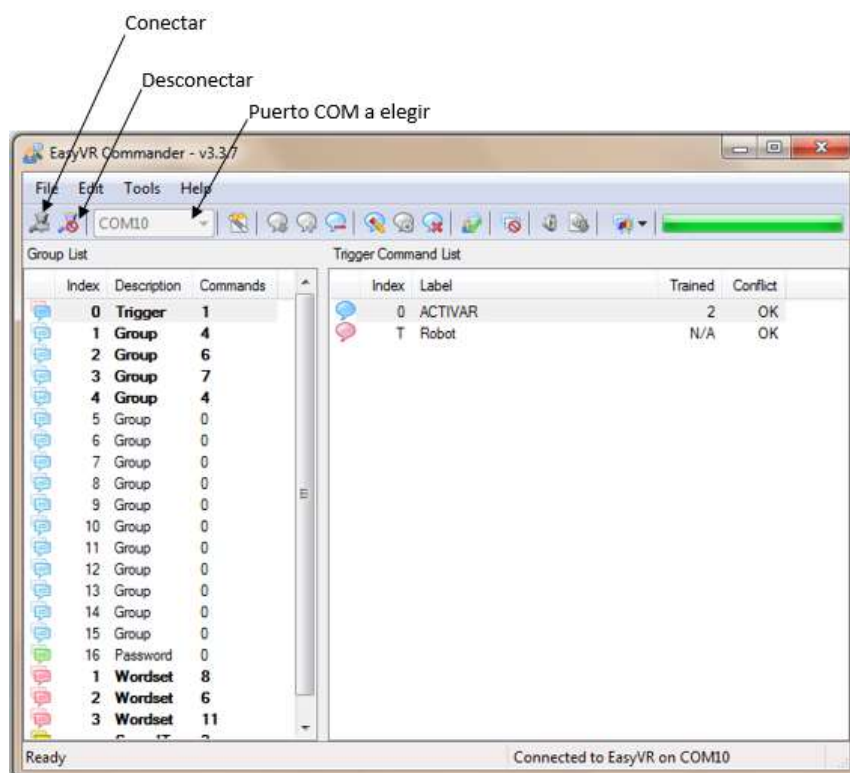 Conectar
Desconectar
Puerto COM a elegir
EasyVR Commander - v3.3.7
File Edit Tools Help
COM10
Group List
Index Description Commands
0 Trigger 1
1 Group 4
2 Group 6
3 Group 7
4 Group 4
5 Group 0
6 Group 0
7 Group 0
8 Group 0
9 Group 0
10 Group 0
11 Group 0
12 Group 0
13 Group 0
14 Group 0
15 Group 0
16 Password 0
1 Wordset 8
2 Wordset 6
3 Wordset 11
Trigger Command List
Index Label Trained Conflict
0 ACTIVAR 2 OK
T Robot N/A OK
Ready
Connected to EasyVR on COM10